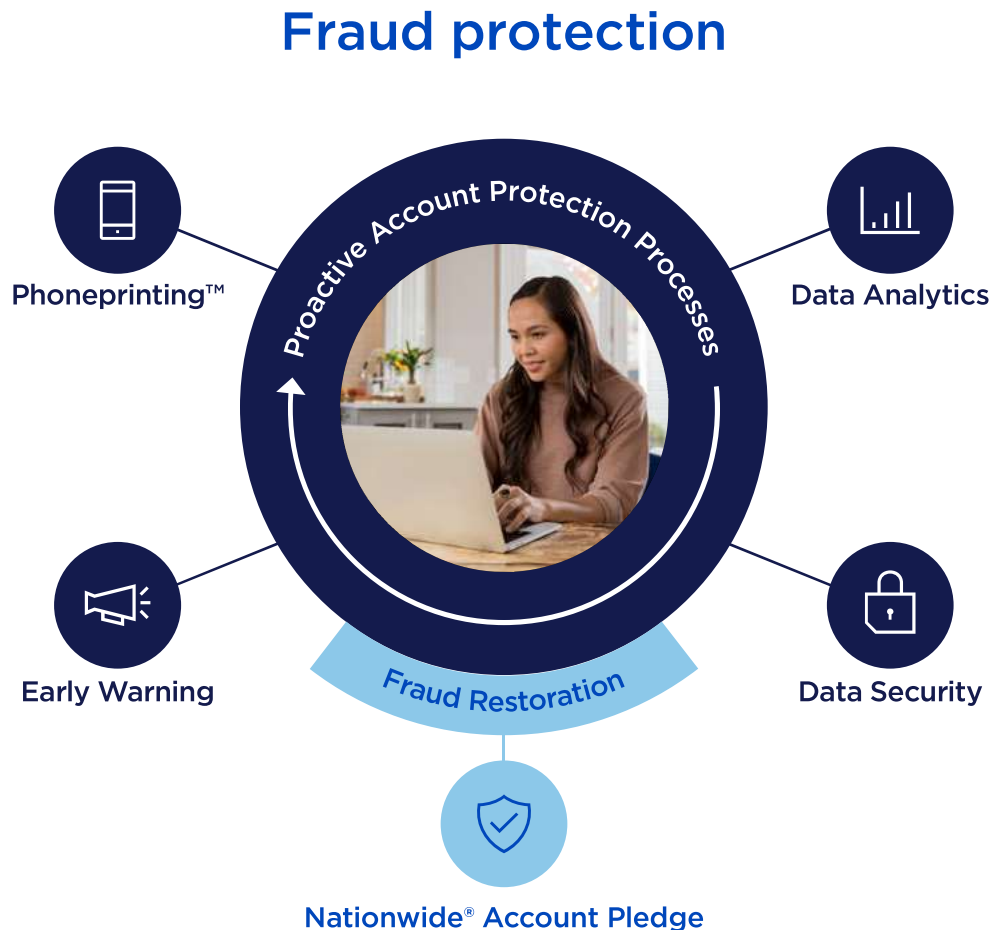 Fraud protection
Proactive Account Protection Processes
Phoneprinting™
Data Analytics
Early Warning
Data Security
Fraud Restoration
Nationwide® Account Pledge